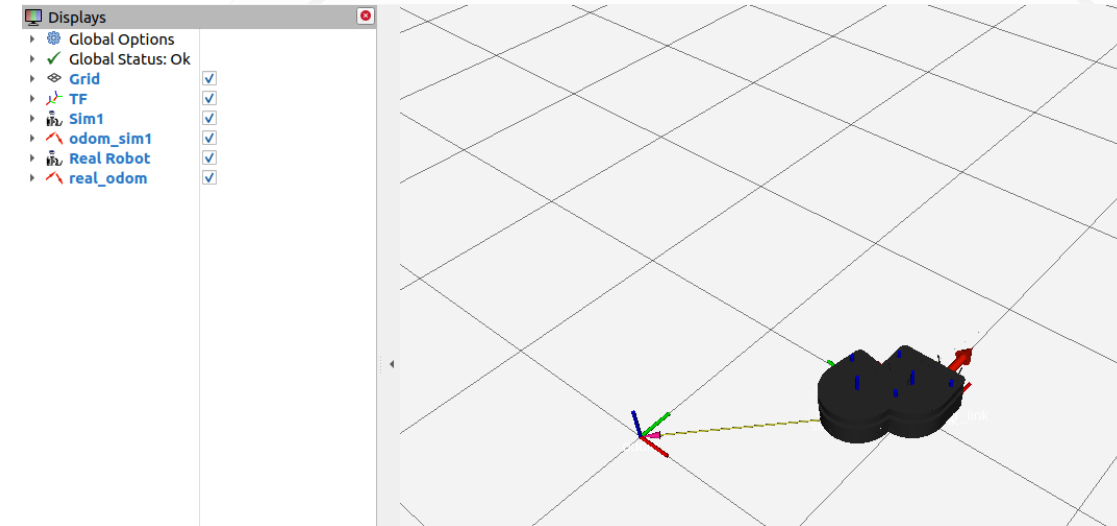 Displays
Global Options
Global Status: Ok
Grid
TF
Sim1
odom_sim1
Real Robot
real_odom